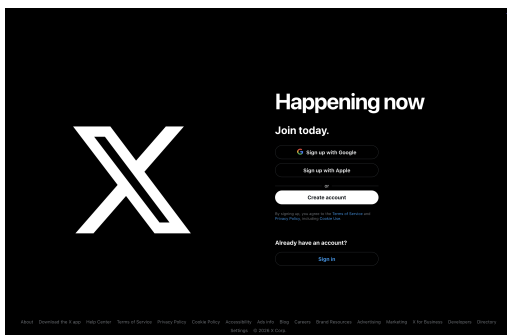 Happening now
Join today.
Sign up with Google
Sign up with Apple
or
Create account
By signing up, you agree to the Terms of Service and
Privacy Policy, including Cookie Use.
Already have an account?
Sign in
About Download the X app Help Center Terms of Service Privacy Policy Cookie Policy Accessibility Ads info Blog Careers Brand Resources Advertising Marketing X for Business Developers Directory
Settings © 2026 X Corp.